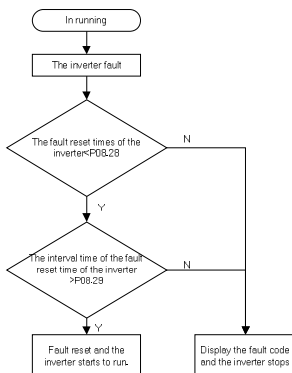 In running
The inverter fault
The fault reset times of the
inverter<P08.28
N
Y
The interval time of the fault
reset time of the inverter
>P08.29
N
Y
Fault reset and the
inverter starts to run.
Display the fault code
and the inverter stops